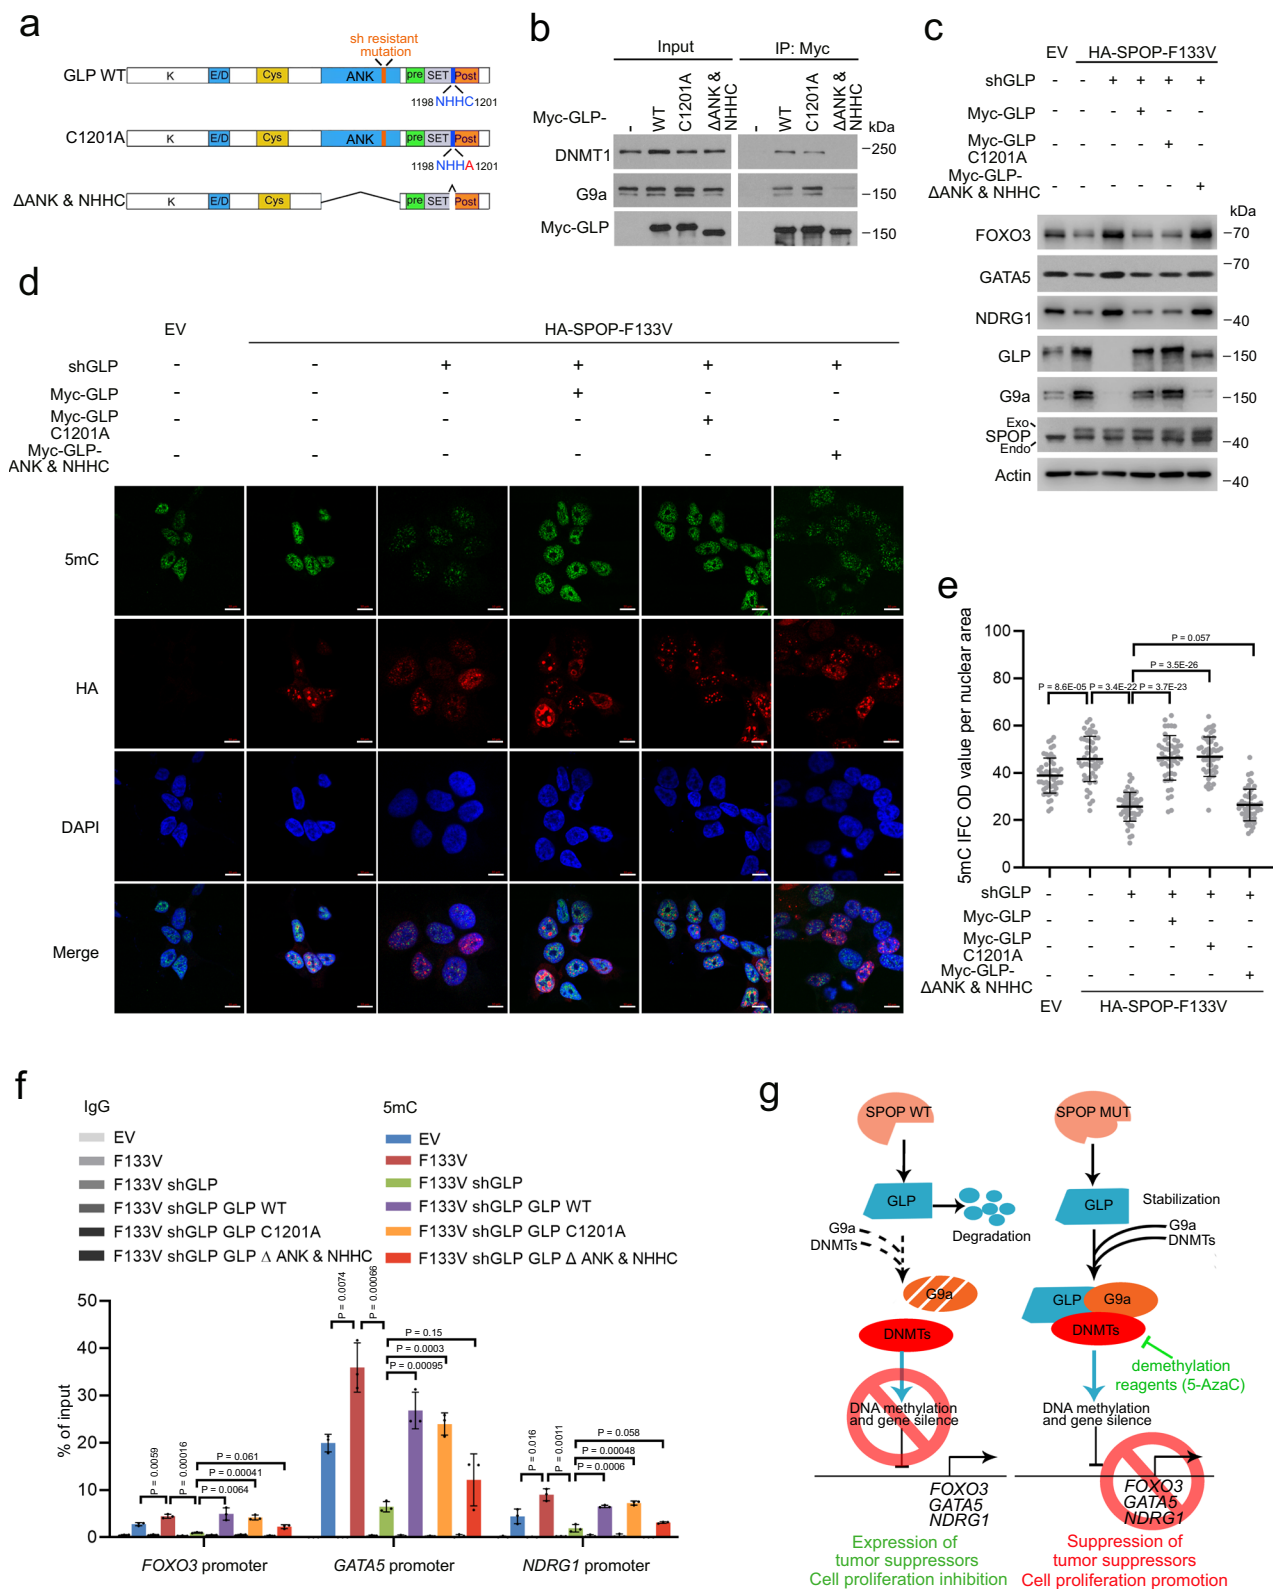 a
sh resistant
mutation
GLP WT
K
E/D
Cys
ANK
pre
SET
Post
1198 NHHC 1201
C1201A
K
E/D
Cys
ANK
pre
SET
Post
1198 NHHA 1201
ΔANK & NHHC
K
E/D
Cys
pre
SET
Post
b
Input
IP: Myc
Myc-GLP-
-
WT
C1201A
ΔANK &
NHHC
-
WT
C1201A
ΔANK &
NHHC
kDa
DNMT1
250
G9a
150
Myc-GLP
150
c
EV
HA-SPOP-F133V
shGLP - - + + + +
Myc-GLP - - - + - -
Myc-GLP
C1201A - - - - + -
Myc-GLP-
ΔANK & NHHC - - - - - +
kDa
FOXO3
70
GATA5
70
NDRG1
40
GLP
150
G9a
150
Exo
SPOP
Endo
40
Actin
40
d
EV
HA-SPOP-F133V
shGLP - - + + + +
Myc-GLP - - - + - -
Myc-GLP
C1201A - - - - + -
Myc-GLP-
ANK & NHHC - - - - - +
5mC
HA
DAPI
Merge
e
5mC IFC OD value per nuclear area
100
80
60
40
20
0
P = 0.057
P = 3.5E-26
P = 8.6E-05
P = 3.4E-22
P = 3.7E-23
shGLP - - + + + +
Myc-GLP - - - + - -
Myc-GLP
C1201A - - - - + -
Myc-GLP-
ΔANK & NHHC - - - - - +
EV
HA-SPOP-F133V
f
IgG
EV
F133V
F133V shGLP
F133V shGLP GLP WT
F133V shGLP GLP C1201A
F133V shGLP GLP Δ ANK & NHHC
5mC
EV
F133V
F133V shGLP
F133V shGLP GLP WT
F133V shGLP GLP C1201A
F133V shGLP GLP Δ ANK & NHHC
% of input
50
40
30
20
10
0
P = 0.0059
P = 0.00016
P = 0.061
P = 0.00041
P = 0.0064
P = 0.0074
P = 0.00066
P = 0.15
P = 0.0003
P = 0.00095
P = 0.016
P = 0.0011
P = 0.058
P = 0.00048
P = 0.0006
FOXO3 promoter
GATA5 promoter
NDRG1 promoter
g
SPOP WT
GLP
Degradation
G9a
DNMTs
G9a
DNMTs
DNA methylation
and gene silence
FOXO3
GATA5
NDRG1
Expression of
tumor suppressors
Cell proliferation inhibition
SPOP MUT
GLP
Stabilization
G9a
DNMTs
GLP
G9a
DNMTs
demethylation
reagents (5-AzaC)
DNA methylation
and gene silence
FOXO3
GATA5
NDRG1
Suppression of
tumor suppressors
Cell proliferation promotion